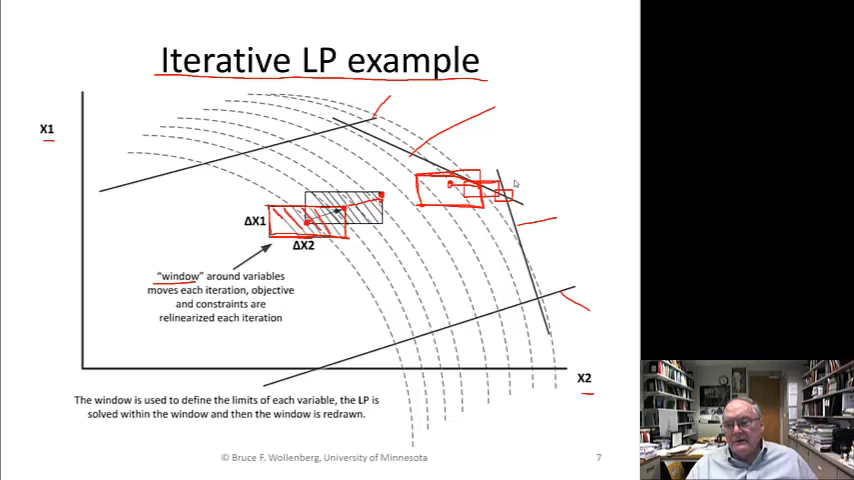 Iterative LP example
X1
ΔX1
ΔX2
“window” around variables
moves each iteration, objective
and constraints are
relinearized each iteration
X2
The window is used to define the limits of each variable, the LP is
solved within the window and then the window is redrawn.
© Bruce F. Wollenberg, University of Minnesota
7